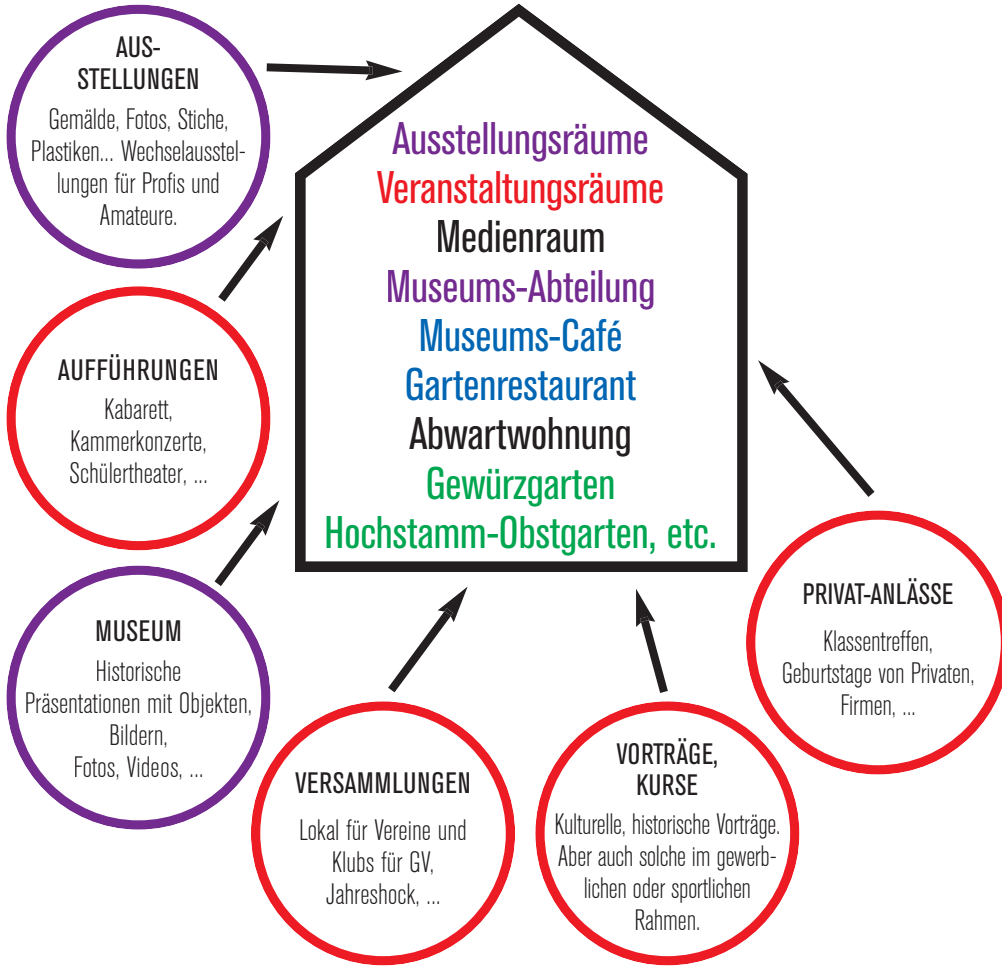 AUS-
STELLUNGEN
Gemälde, Fotos, Stiche,
Plastiken... Wechselausstel-
lungen für Profis und
Amateure.
Ausstellungsräume
Veranstaltungsräume
Medienraum
Museums-Abteilung
Museums-Café
Gartenrestaurant
Abwartwohnung
Gewürzgarten
Hochstamm-Obstgarten, etc.
AUFFÜHRUNGEN
Kabarett,
Kammerkonzerte,
Schülertheater, ...
MUSEUM
Historische
Präsentationen mit Objekten,
Bildern,
Fotos, Videos, ...
VERSAMMLUNGEN
Lokal für Vereine und
Klubs für GV,
Jahreshock, ...
VORTRÄGE,
KURSE
Kulturelle, historische Vorträge.
Aber auch solche im gewerb-
lichen oder sportlichen
Rahmen.
PRIVAT-ANLÄSSE
Klassentreffen,
Geburtstage von Privaten,
Firmen, ...